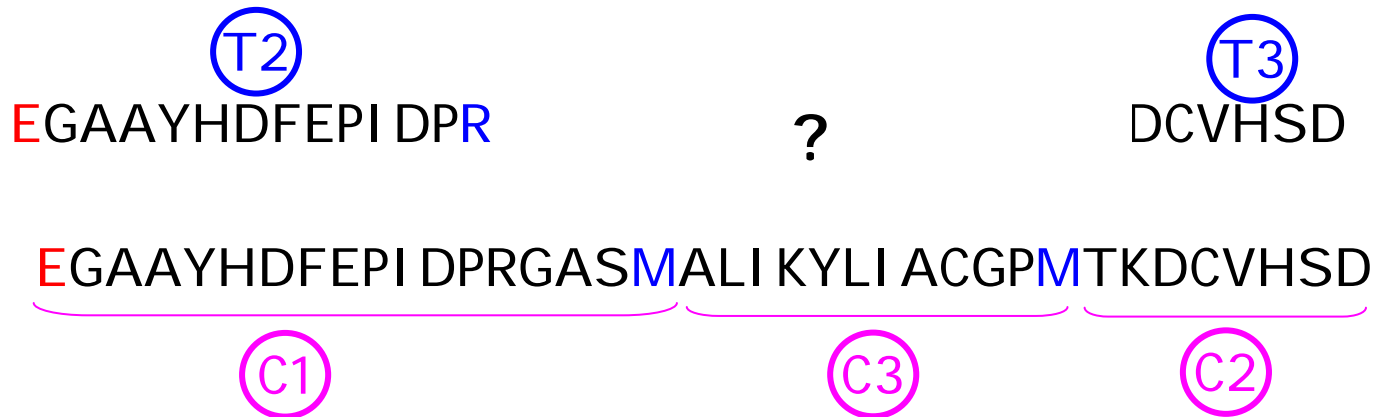 T2 T3
EGAAYHDFEPIDPR ? DCVHSD
EGAAYHDFEPIDPRGASMALIKYLIACGPMTKDCVHSD
C1 C3 C2